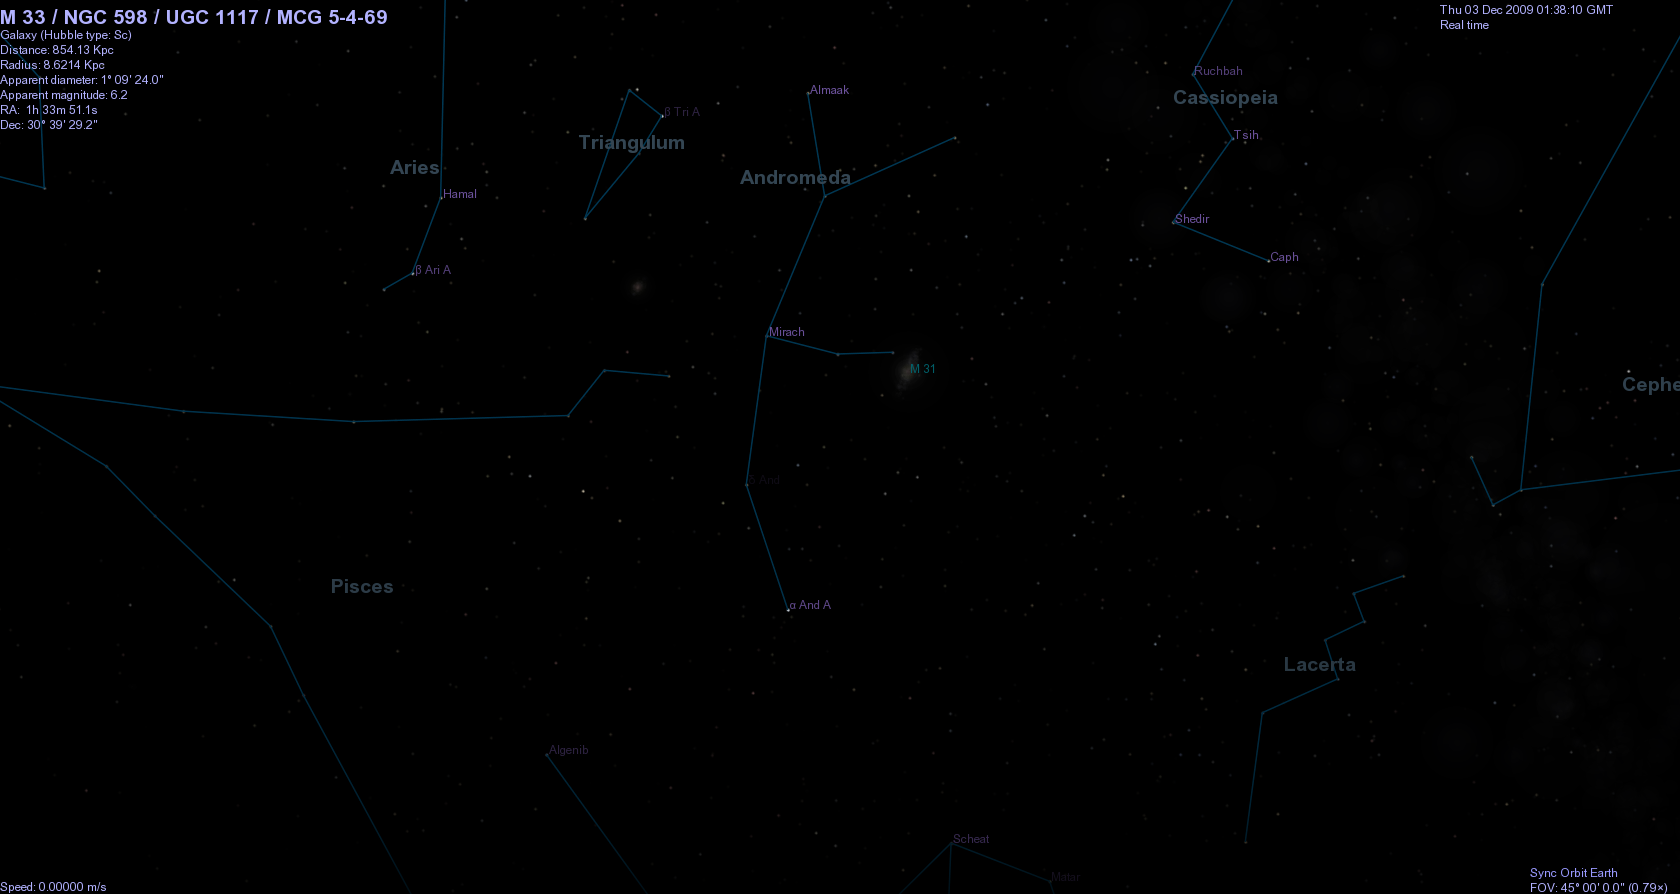 M 33 / NGC 598 / UGC 1117 / MCG 5-4-69
Galaxy (Hubble type: Sc)
Distance: 854.13 Kpc
Radius: 8.6214 Kpc
Apparent diameter: 1° 09' 24.0"
Apparent magnitude: 6.2
RA: 1h 33m 51.1s
Dec: 30° 39' 29.2"
Thu 03 Dec 2009 01:38:10 GMT
Real time
Ruchbah
Almaak
Cassiopeia
β Tri A
Tsih
Triangulum
Aries
Andromeda
Hamal
Shedir
Caph
β Ari A
Mirach
M 31
Cephe
δ And
Pisces
α And A
Lacerta
Algenib
Scheat
Matar
Sync Orbit Earth
Speed: 0.00000 m/s
FOV: 45° 00' 0.0" (0.79×)